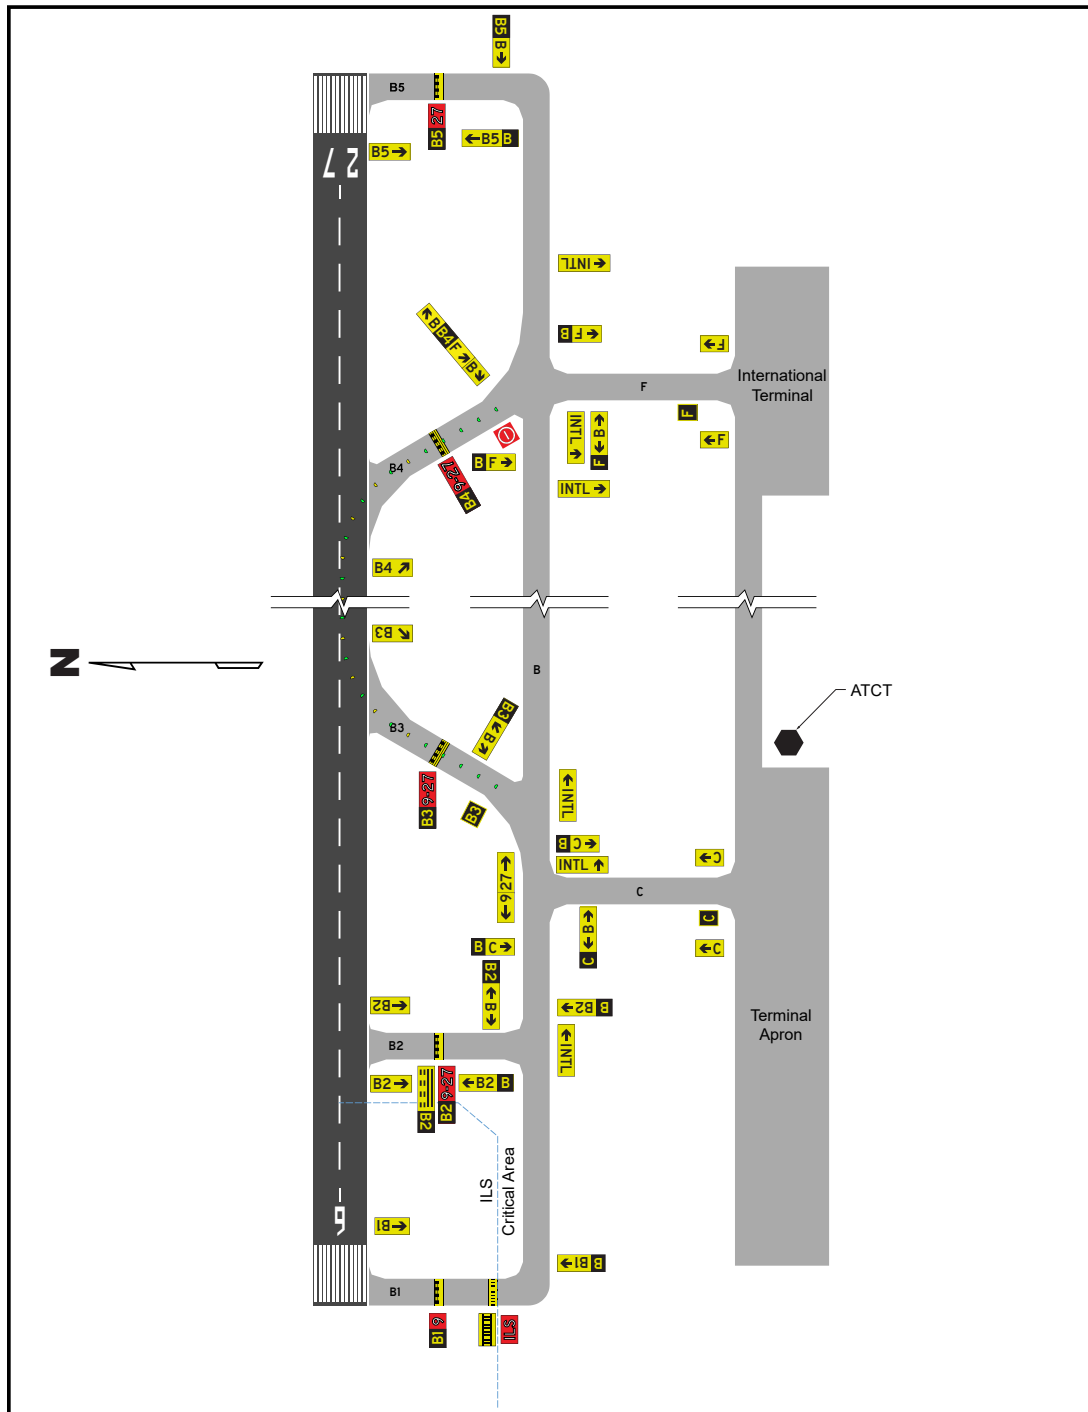 B5 B→
B5
B5 27
←B5 B
B5→
27
INTL→
←B B4 F↗ B→
B F→
F→
F
International
Terminal
F
←F
INTL→
F ←B→
B4
B4 9-27
B F→
INTL→
B4↗
B3↗
B
ATCT
B3
B3 ↙B↗
B3 9-27
B3
←INTL
B C→
INTL↑
C→
←9 27→
C
C ←B→
C
←C
B C→
B2 ←B→
B2→
←B2 B
←INTL
B2
B2→
B2
B2 9-27
←B2 B
Terminal
Apron
ILS
Critical Area
9
B1→
←B1 B
B1
B1 9
ILS
N